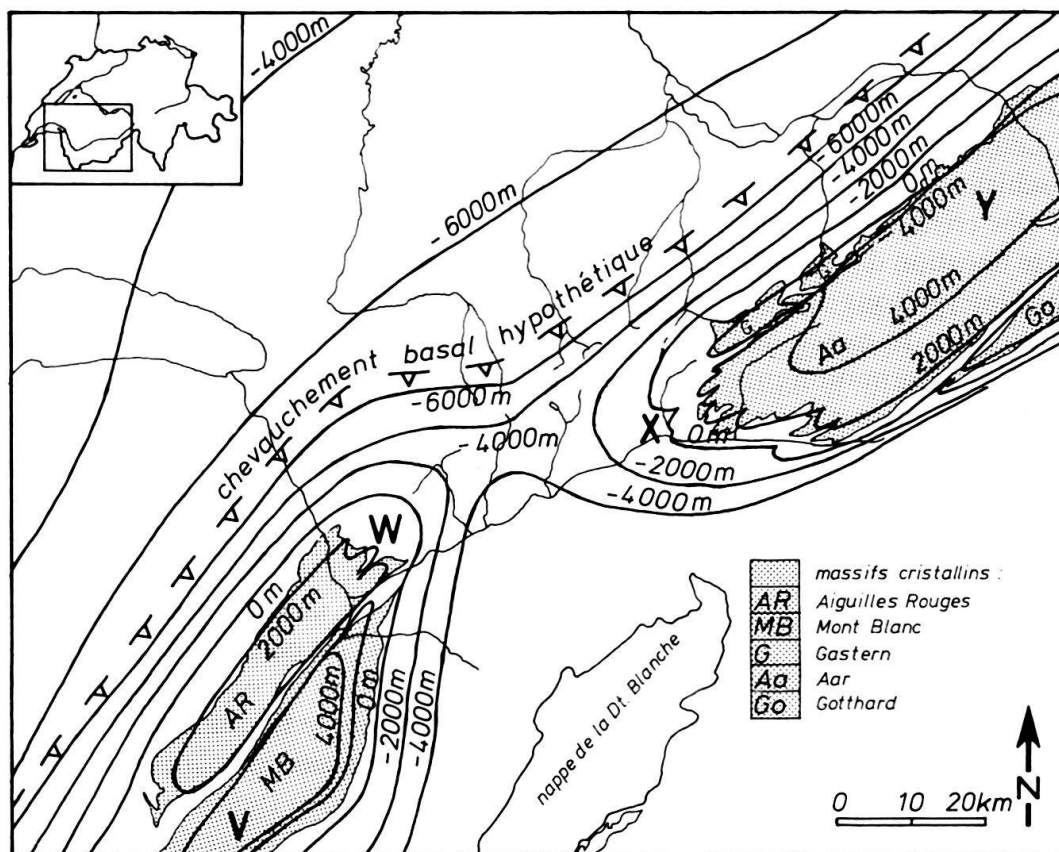 -4000m
-6000m
-6000m
-4000m
-2000m
0m
-4000m
Y
chevauchement basal hypothétique
G
G
4000m
Aa
2000m
Go
-6000m
-4000m
X
0m
-2000m
-4000m
W
0m
2000m
AR
MB
4000m
0m
-2000m
-4000m
V
nappe de la Dt. Blanche
massifs cristallins :
AR Aiguilles Rouges
MB Mont Blanc
G Gastern
Aa Aar
Go Gotthard
0 10 20km
N